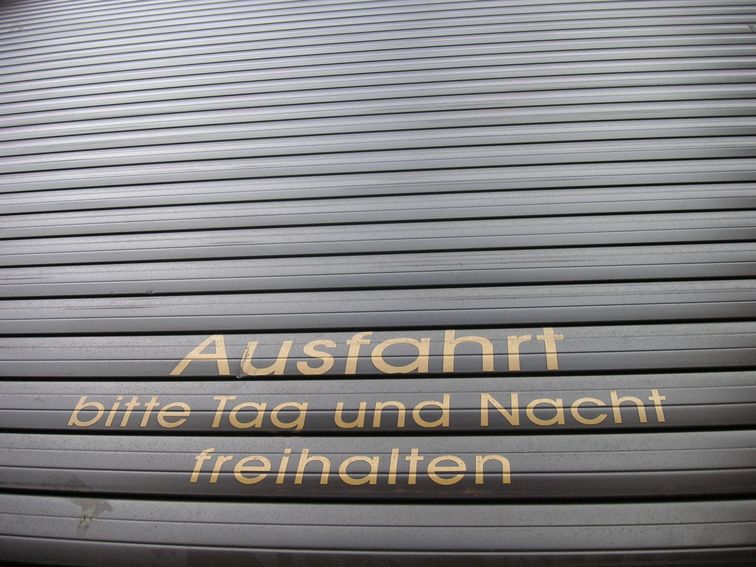 Ausfahrt
bitte Tag und Nacht
freihalten